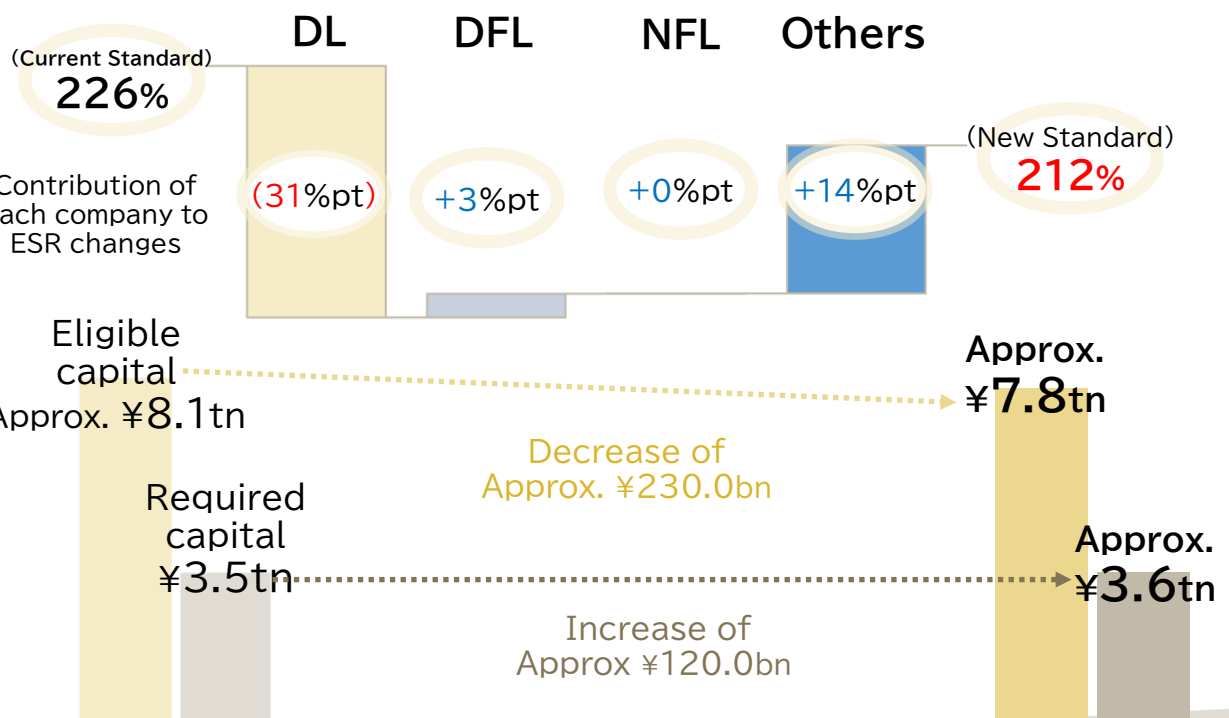 DL DFL NFL Others
(Current Standard)
226%
(New Standard)
212%
Contribution of
each company to
ESR changes
(31%pt) +3%pt +0%pt +14%pt
Eligible
capital
Approx. ¥8.1tn
Approx.
¥7.8tn
Decrease of
Approx. ¥230.0bn
Required
capital
¥3.5tn
Approx.
¥3.6tn
Increase of
Approx ¥120.0bn